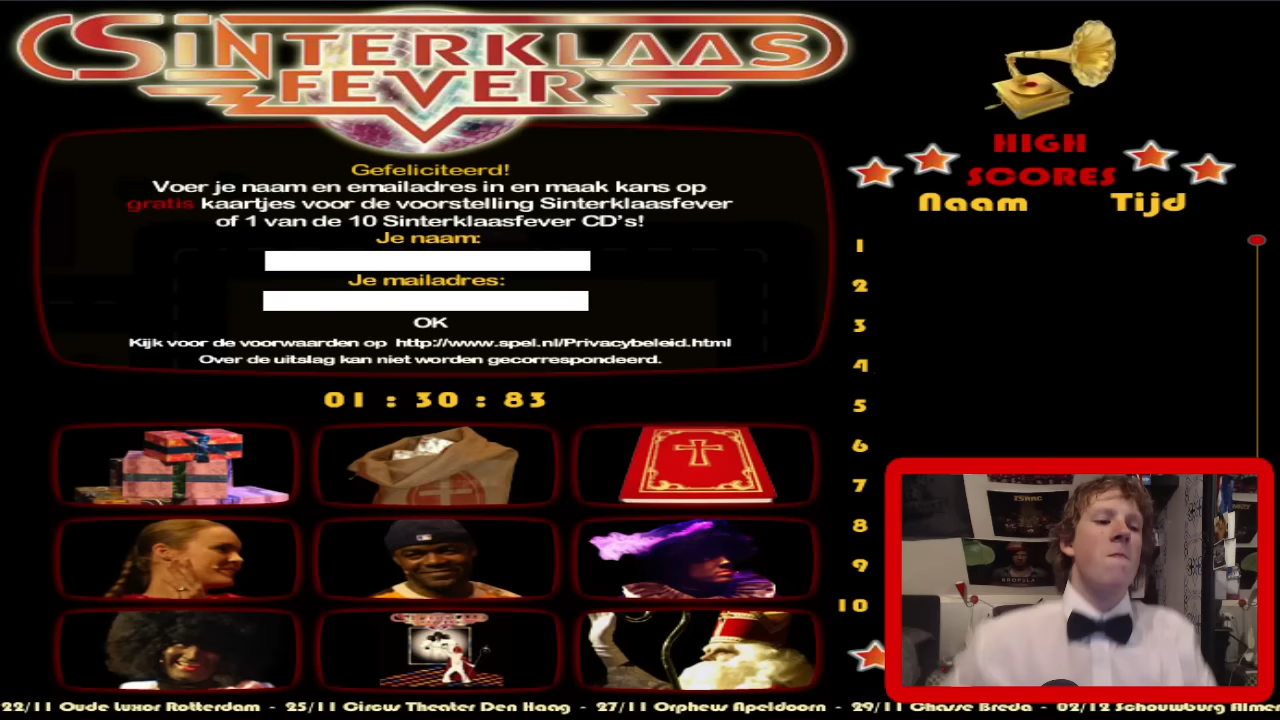 SINTERKLAAS
FEVER
Gefeliciteerd!
Voer je naam en emailadres in en maak kans op
gratis kaartjes voor de voorstelling Sinterklaasfever
of 1 van de 10 Sinterklaasfever CD's!
Je naam:
Je mailadres:
OK
Kijk voor de voorwaarden op http://www.spel.nl/Privacybeleid.html
Over de uitslag kan niet worden gecorrespondeerd.
01 : 30 : 83
HIGH
SCORES
Naam Tijd
1
2
3
4
5
6
7
8
9
10
ISAAC
22/11 Oude Luxor Rotterdam - 25/11 Circus Theater Den Haag - 27/11 Orpheus Apeldoorn - 29/11 Chasse Breda - 02/12 Schouwburg Almer